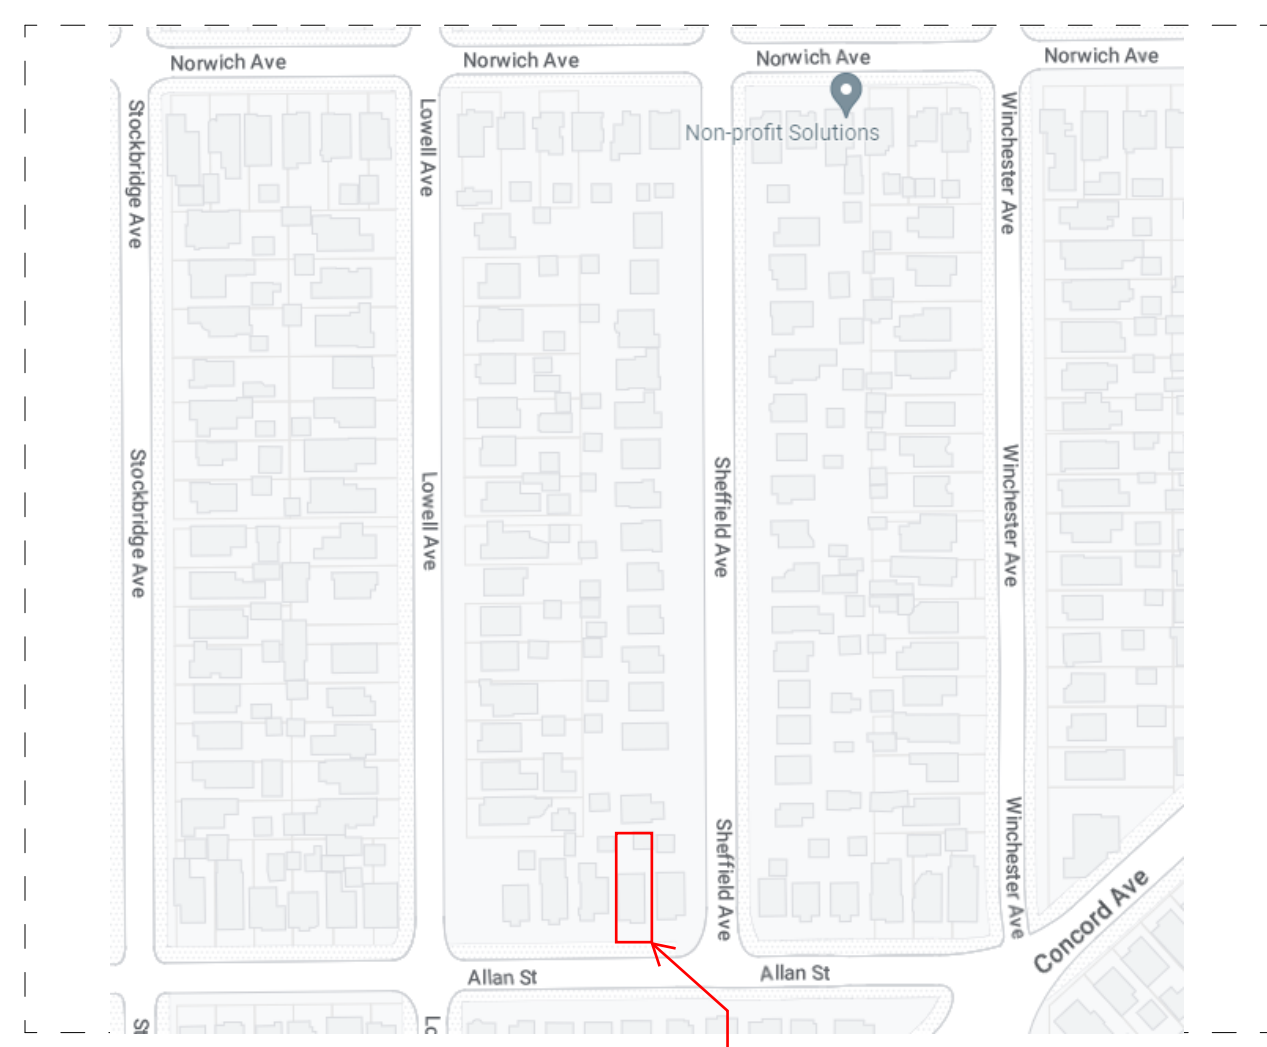 Norwich Ave
Norwich Ave
Norwich Ave
Norwich Ave
Stockbridge Ave
Lowell Ave
Non-profit Solutions
Winchester Ave
Stockbridge Ave
Lowell Ave
Sheffield Ave
Winchester Ave
Sheffield Ave
Winchester Ave
Concord Ave
Allan St
Allan St